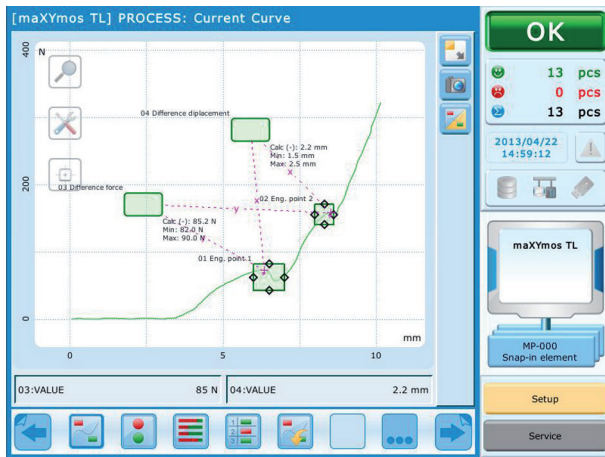 [maXYmos TL] PROCESS: Current Curve
OK
400
N
13 pcs
0 pcs
Σ 13 pcs
04 Difference diplacement
Calc (-): 2.2 mm
Min: 1.5 mm
Max: 2.5 mm
x
2013/04/22
14:59:12
03 Difference force
200
x
02 Eng. point 2
y
Calc (-): 85.2 N
Min: 82.0 N
Max: 90.0 N
y
01 Eng. point 1
maXYmos TL
0
mm
0
5
10
MP-000
Snap-in element
03:VALUE 85 N
04:VALUE 2.2 mm
Setup
1
2
3
Service